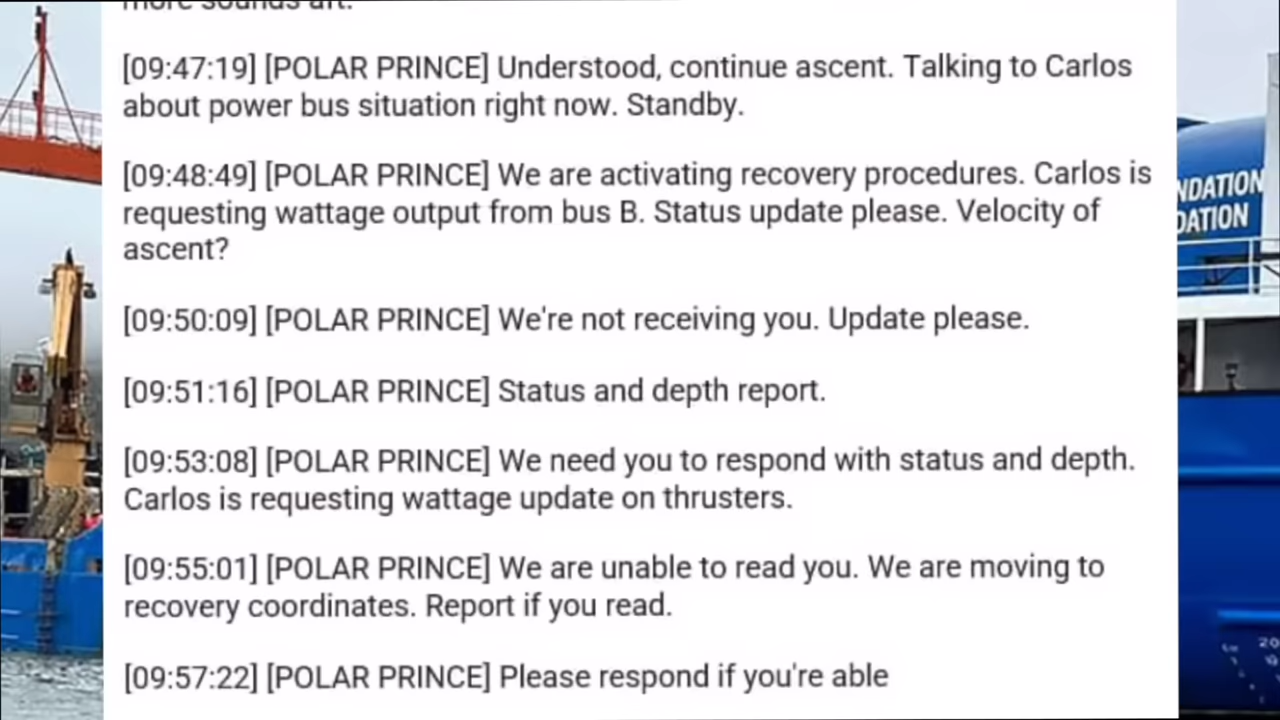 more sounds aft.
[09:47:19] [POLAR PRINCE] Understood, continue ascent. Talking to Carlos
about power bus situation right now. Standby.
[09:48:49] [POLAR PRINCE] We are activating recovery procedures. Carlos is
requesting wattage output from bus B. Status update please. Velocity of
ascent?
[09:50:09] [POLAR PRINCE] We're not receiving you. Update please.
[09:51:16] [POLAR PRINCE] Status and depth report.
[09:53:08] [POLAR PRINCE] We need you to respond with status and depth.
Carlos is requesting wattage update on thrusters.
[09:55:01] [POLAR PRINCE] We are unable to read you. We are moving to
recovery coordinates. Report if you read.
[09:57:22] [POLAR PRINCE] Please respond if you're able
NDATION
DATION
20